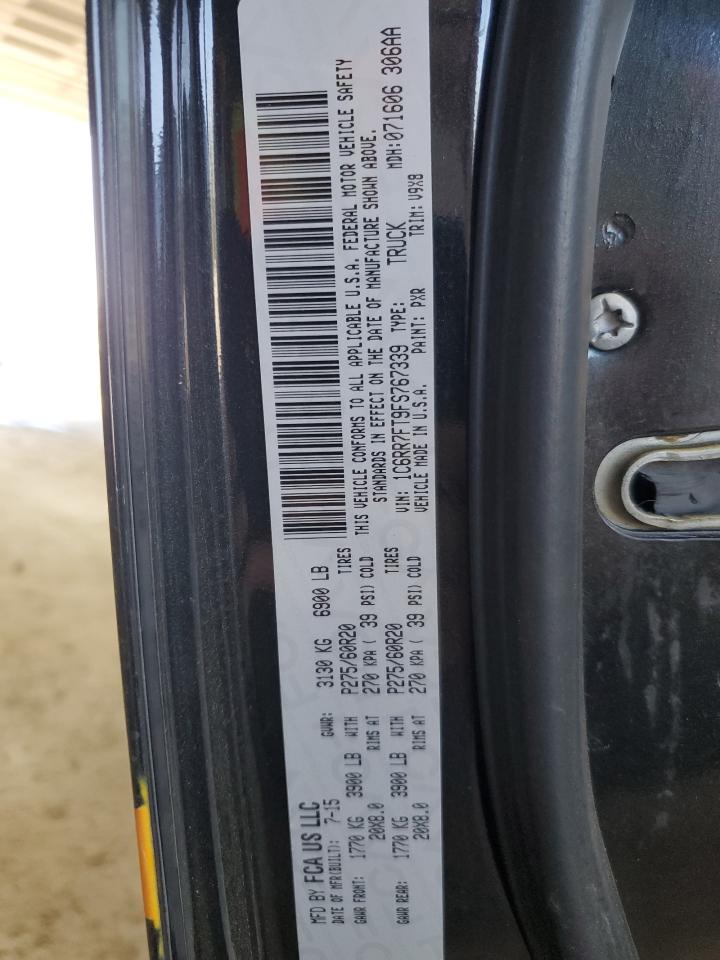 MFD BY FCA US LLC
DATE OF MFR(BUILT): 7-15 GVWR: 3130 KG 6900 LB
GAWR FRONT: 1770 KG 3900 LB WITH P275/60R20 TIRES
20X8.0 RIMS AT 270 KPA ( 39 PSI) COLD
GAWR REAR: 1770 KG 3900 LB WITH P275/60R20 TIRES
20X8.0 RIMS AT 270 KPA ( 39 PSI) COLD
THIS VEHICLE CONFORMS TO ALL APPLICABLE U.S.A. FEDERAL MOTOR VEHICLE SAFETY
STANDARDS IN EFFECT ON THE DATE OF MANUFACTURE SHOWN ABOVE.
MDH:071606 306AA
VIN: 1C6RR7FT9FS767339 TYPE: TRUCK
VEHICLE MADE IN U.S.A. PAINT: PXR TRIM: V9X8